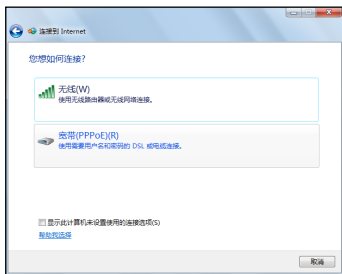 连接到 Internet
您想如何连接?
无线(W)
使用无线路由器或无线网络连接。
宽带(PPPoE)(R)
使用需要用户名和密码的 DSL 或电缆连接。
显示此计算机未设置使用的连接选项(S)
帮助我选择
取消